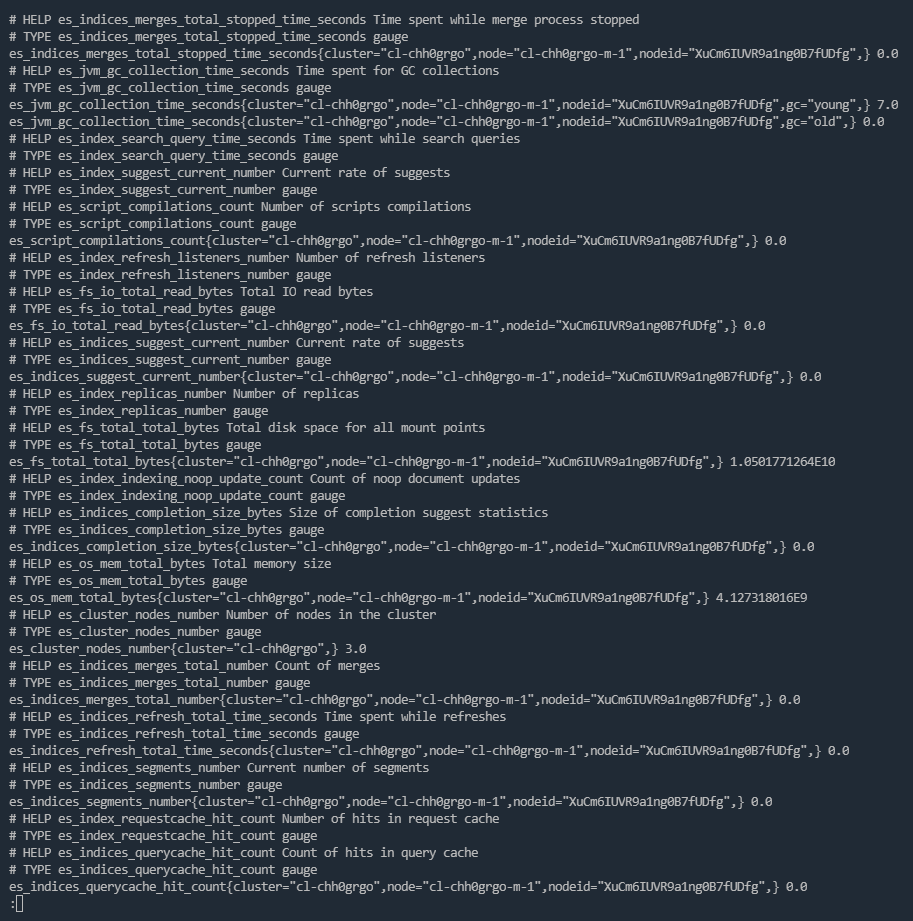 # HELP es_indices_merges_total_stopped_time_seconds Time spent while merge process stopped
# TYPE es_indices_merges_total_stopped_time_seconds gauge
es_indices_merges_total_stopped_time_seconds{cluster="cl-chh0grgo",node="cl-chh0grgo-m-1",nodeid="XuCm6IUVR9a1ng0B7fUDfg",} 0.0
# HELP es_jvm_gc_collection_time_seconds Time spent for GC collections
# TYPE es_jvm_gc_collection_time_seconds gauge
es_jvm_gc_collection_time_seconds{cluster="cl-chh0grgo",node="cl-chh0grgo-m-1",nodeid="XuCm6IUVR9a1ng0B7fUDfg",gc="young",} 7.0
es_jvm_gc_collection_time_seconds{cluster="cl-chh0grgo",node="cl-chh0grgo-m-1",nodeid="XuCm6IUVR9a1ng0B7fUDfg",gc="old",} 0.0
# HELP es_index_search_query_time_seconds Time spent while search queries
# TYPE es_index_search_query_time_seconds gauge
# HELP es_index_suggest_current_number Current rate of suggests
# TYPE es_index_suggest_current_number gauge
# HELP es_script_compilations_count Number of scripts compilations
# TYPE es_script_compilations_count gauge
es_script_compilations_count{cluster="cl-chh0grgo",node="cl-chh0grgo-m-1",nodeid="XuCm6IUVR9a1ng0B7fUDfg",} 0.0
# HELP es_index_refresh_listeners_number Number of refresh listeners
# TYPE es_index_refresh_listeners_number gauge
# HELP es_fs_io_total_read_bytes Total IO read bytes
# TYPE es_fs_io_total_read_bytes gauge
es_fs_io_total_read_bytes{cluster="cl-chh0grgo",node="cl-chh0grgo-m-1",nodeid="XuCm6IUVR9a1ng0B7fUDfg",} 0.0
# HELP es_indices_suggest_current_number Current rate of suggests
# TYPE es_indices_suggest_current_number gauge
es_indices_suggest_current_number{cluster="cl-chh0grgo",node="cl-chh0grgo-m-1",nodeid="XuCm6IUVR9a1ng0B7fUDfg",} 0.0
# HELP es_index_replicas_number Number of replicas
# TYPE es_index_replicas_number gauge
# HELP es_fs_total_total_bytes Total disk space for all mount points
# TYPE es_fs_total_total_bytes gauge
es_fs_total_total_bytes{cluster="cl-chh0grgo",node="cl-chh0grgo-m-1",nodeid="XuCm6IUVR9a1ng0B7fUDfg",} 1.0501771264E10
# HELP es_index_indexing_noop_update_count Count of noop document updates
# TYPE es_index_indexing_noop_update_count gauge
# HELP es_indices_completion_size_bytes Size of completion suggest statistics
# TYPE es_indices_completion_size_bytes gauge
es_indices_completion_size_bytes{cluster="cl-chh0grgo",node="cl-chh0grgo-m-1",nodeid="XuCm6IUVR9a1ng0B7fUDfg",} 0.0
# HELP es_os_mem_total_bytes Total memory size
# TYPE es_os_mem_total_bytes gauge
es_os_mem_total_bytes{cluster="cl-chh0grgo",node="cl-chh0grgo-m-1",nodeid="XuCm6IUVR9a1ng0B7fUDfg",} 4.127318016E9
# HELP es_cluster_nodes_number Number of nodes in the cluster
# TYPE es_cluster_nodes_number gauge
es_cluster_nodes_number{cluster="cl-chh0grgo",} 3.0
# HELP es_indices_merges_total_number Count of merges
# TYPE es_indices_merges_total_number gauge
es_indices_merges_total_number{cluster="cl-chh0grgo",node="cl-chh0grgo-m-1",nodeid="XuCm6IUVR9a1ng0B7fUDfg",} 0.0
# HELP es_indices_refresh_total_time_seconds Time spent while refreshes
# TYPE es_indices_refresh_total_time_seconds gauge
es_indices_refresh_total_time_seconds{cluster="cl-chh0grgo",node="cl-chh0grgo-m-1",nodeid="XuCm6IUVR9a1ng0B7fUDfg",} 0.0
# HELP es_indices_segments_number Current number of segments
# TYPE es_indices_segments_number gauge
es_indices_segments_number{cluster="cl-chh0grgo",node="cl-chh0grgo-m-1",nodeid="XuCm6IUVR9a1ng0B7fUDfg",} 0.0
# HELP es_index_requestcache_hit_count Number of hits in request cache
# TYPE es_index_requestcache_hit_count gauge
# HELP es_indices_querycache_hit_count Count of hits in query cache
# TYPE es_indices_querycache_hit_count gauge
es_indices_querycache_hit_count{cluster="cl-chh0grgo",node="cl-chh0grgo-m-1",nodeid="XuCm6IUVR9a1ng0B7fUDfg",} 0.0
: